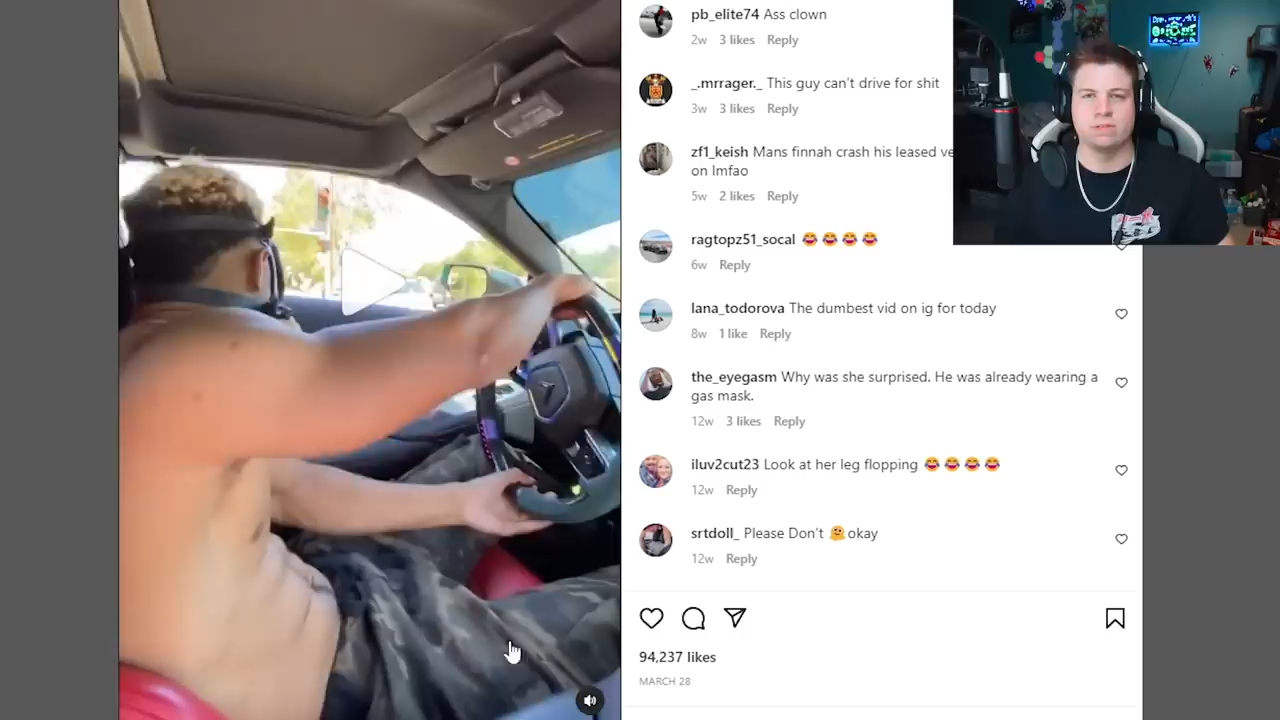 pb_elite74 Ass clown
2w 3 likes Reply
_.mrrager._ This guy can't drive for shit
3w 3 likes Reply
zf1_keish Mans finnah crash his leased ve
on lmfao
5w 2 likes Reply
ragtopz51_socal 😂 😂 😂 😂
6w Reply
lana_todorova The dumbest vid on ig for today
8w 1 like Reply
the_eyegasm Why was she surprised. He was already wearing a
gas mask.
12w 3 likes Reply
iluv2cut23 Look at her leg flopping 😂 😂 😂 😂
12w Reply
srtdoll_ Please Don't 🫠 okay
12w Reply
94,237 likes
MARCH 28